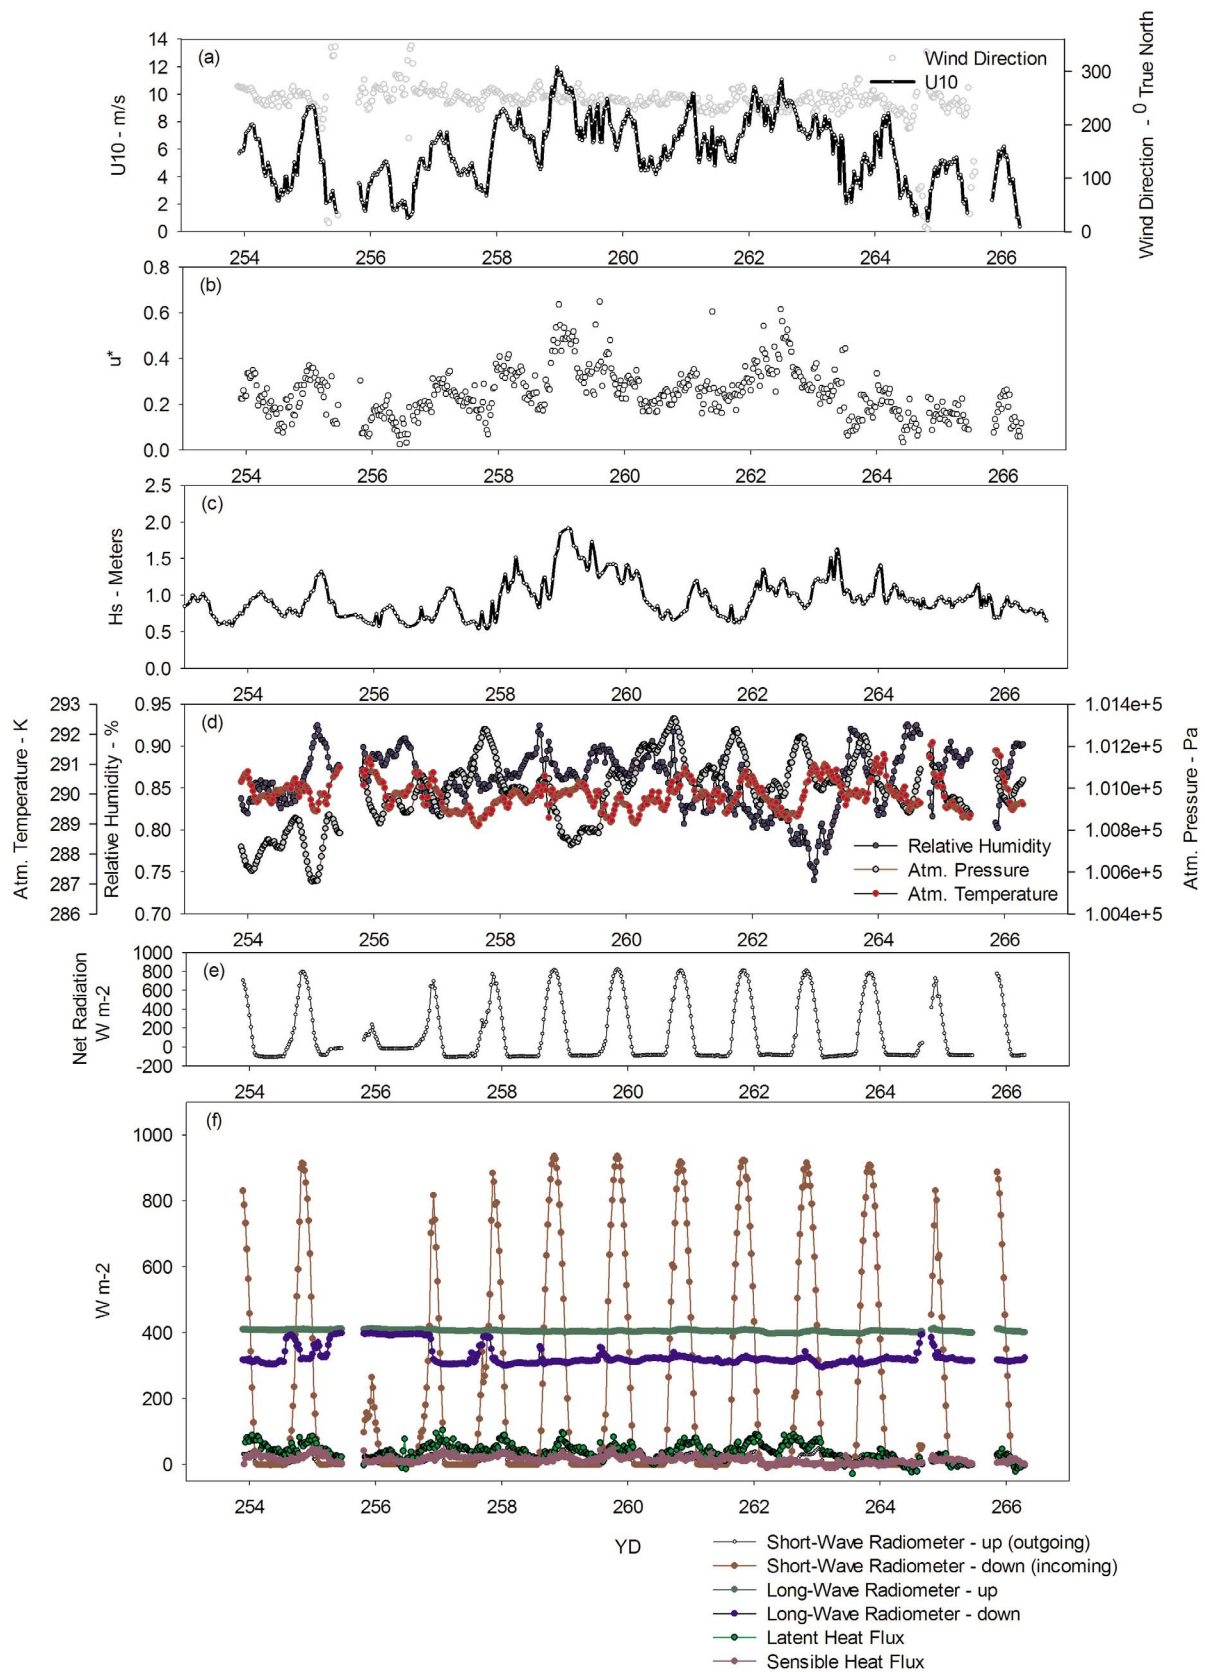 (a)
Wind Direction
U10
U10 - m/s
14
12
10
8
6
4
2
0
300
200
100
0
Wind Direction - 0 True North
254 256 258 260 262 264 266
(b)
u*
0.8
0.6
0.4
0.2
0.0
254 256 258 260 262 264 266
(c)
Hs - Meters
2.5
2.0
1.5
1.0
0.5
0.0
254 256 258 260 262 264 266
(d)
Atm. Temperature - K
293
292
291
290
289
288
287
286
Relative Humidity - %
0.95
0.90
0.85
0.80
0.75
0.70
Relative Humidity
Atm. Pressure
Atm. Temperature
1.014e+5
1.012e+5
1.010e+5
1.008e+5
1.006e+5
1.004e+5
Atm. Pressure - Pa
254 256 258 260 262 264 266
(e)
Net Radiation
W m-2
1000
800
600
400
200
0
-200
254 256 258 260 262 264 266
(f)
W m-2
1000
800
600
400
200
0
254 256 258 260 262 264 266
YD
Short-Wave Radiometer - up (outgoing)
Short-Wave Radiometer - down (incoming)
Long-Wave Radiometer - up
Long-Wave Radiometer - down
Latent Heat Flux
Sensible Heat Flux